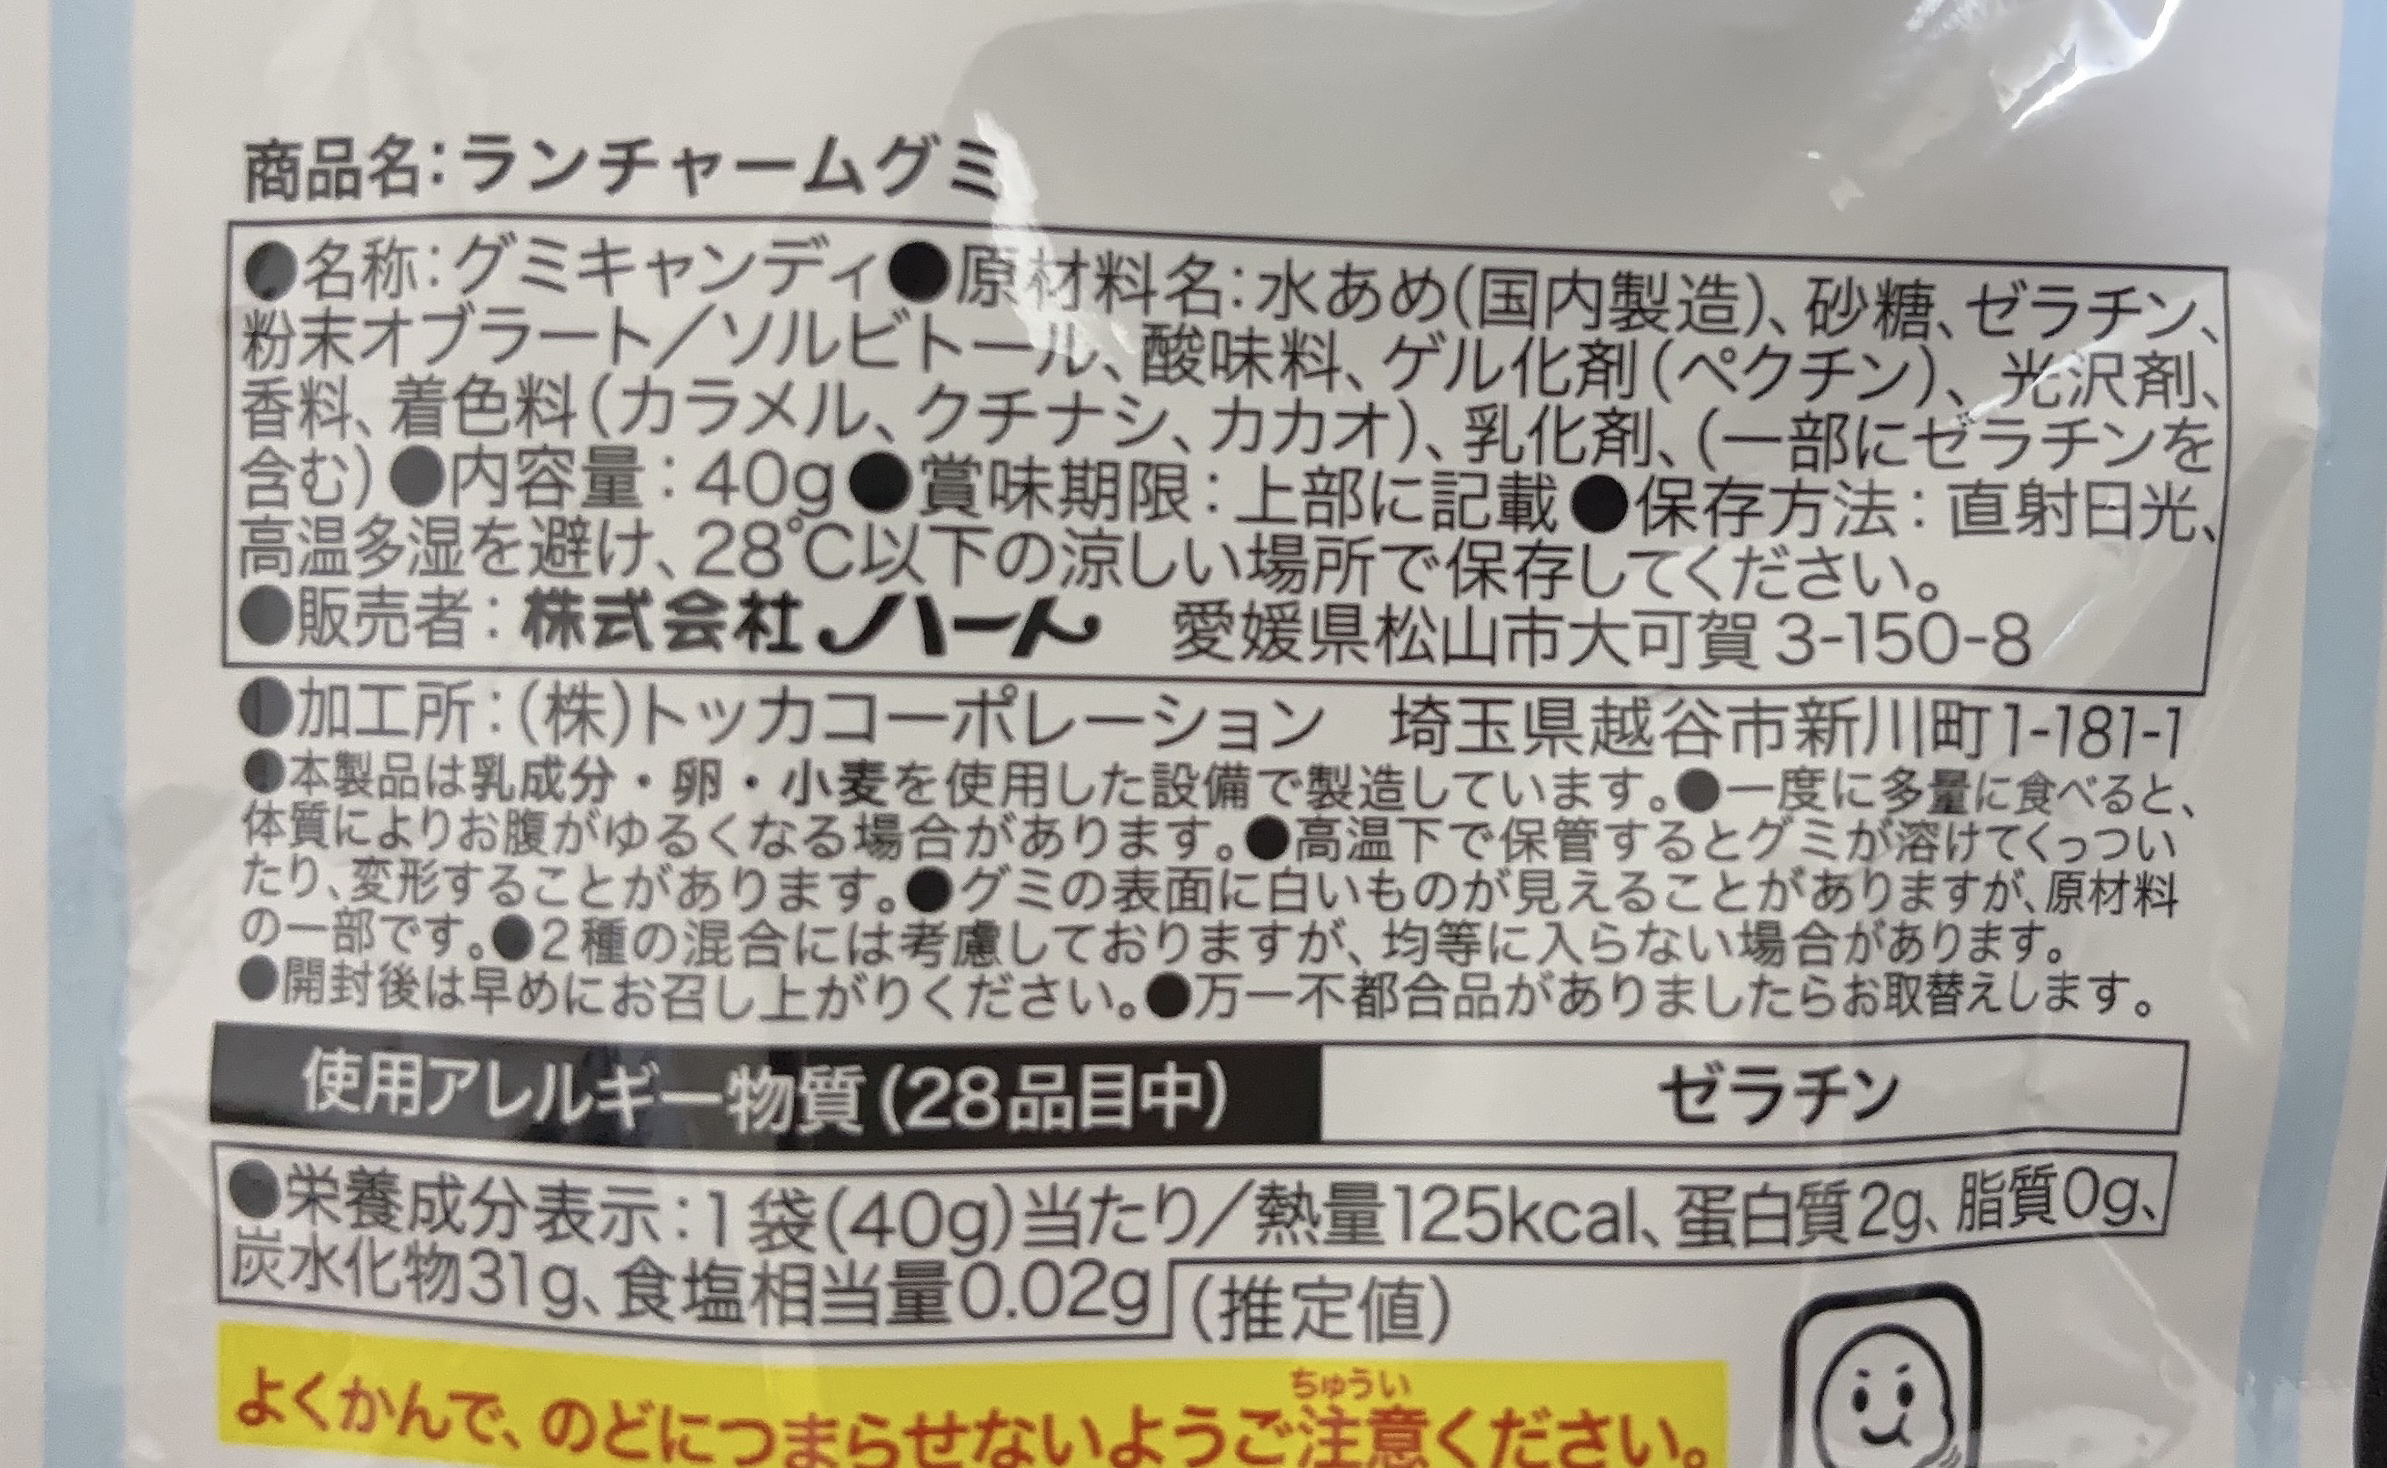 商品名:ランチャームグミ
●名称:グミキャンディ●原材料名:水あめ(国内製造)、砂糖、ゼラチン、
粉末オブラート/ソルビトール、酸味料、ゲル化剤(ペクチン)、光沢剤、
香料、着色料(カラメル、クチナシ、カカオ)、乳化剤、(一部にゼラチンを
含む)●内容量:40g●賞味期限:上部に記載●保存方法:直射日光、
高温多湿を避け、28℃以下の涼しい場所で保存してください。
●販売者:株式会社ハート 愛媛県松山市大可賀3-150-8
●加工所:(株)トッカコーポレーション 埼玉県越谷市新川町1-181-1
●本製品は乳成分・卵・小麦を使用した設備で製造しています。●一度に多量に食べると、
体質によりお腹がゆるくなる場合があります。●高温下で保管するとグミが溶けてくっつい
たり、変形することがあります。●グミの表面に白いものが見えることがありますが、原材料
の一部です。●2種の混合には考慮しておりますが、均等に入らない場合があります。
●開封後は早めにお召し上がりください。●万一不都合品がありましたらお取替えします。
使用アレルギー物質(28品目中) ゼラチン
●栄養成分表示:1袋(40g)当たり/熱量125kcal、蛋白質2g、脂質0g、
炭水化物31g、食塩相当量0.02g (推定値)
ちゅうい
よくかんで、のどにつまらせないようご注意ください。